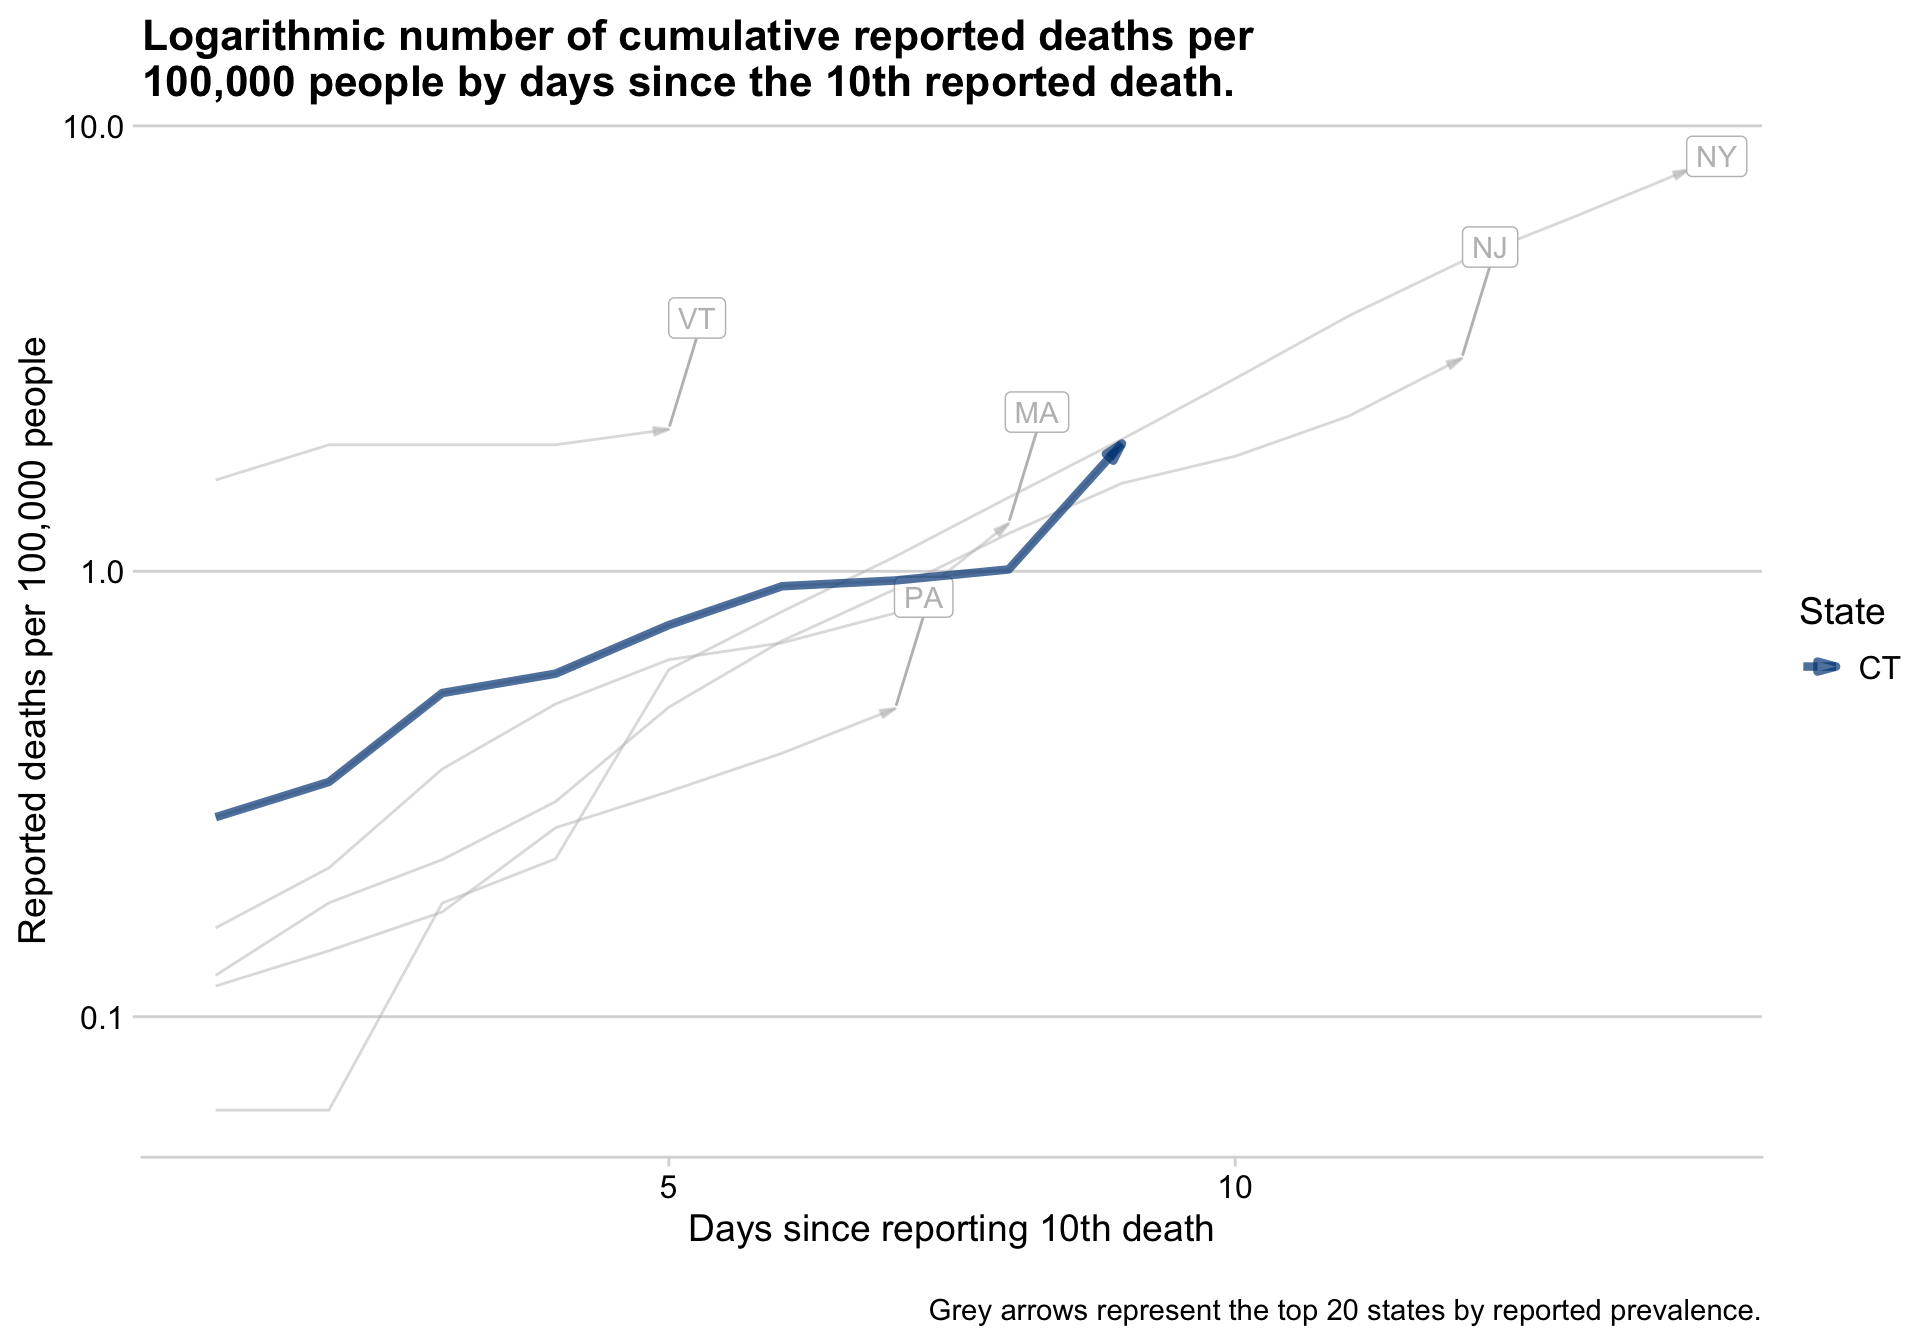 Logarithmic number of cumulative reported deaths per
100,000 people by days since the 10th reported death.
10.0
1.0
0.1
Reported deaths per 100,000 people
NY
NJ
VT
MA
PA
State
CT
5
10
Days since reporting 10th death
Grey arrows represent the top 20 states by reported prevalence.